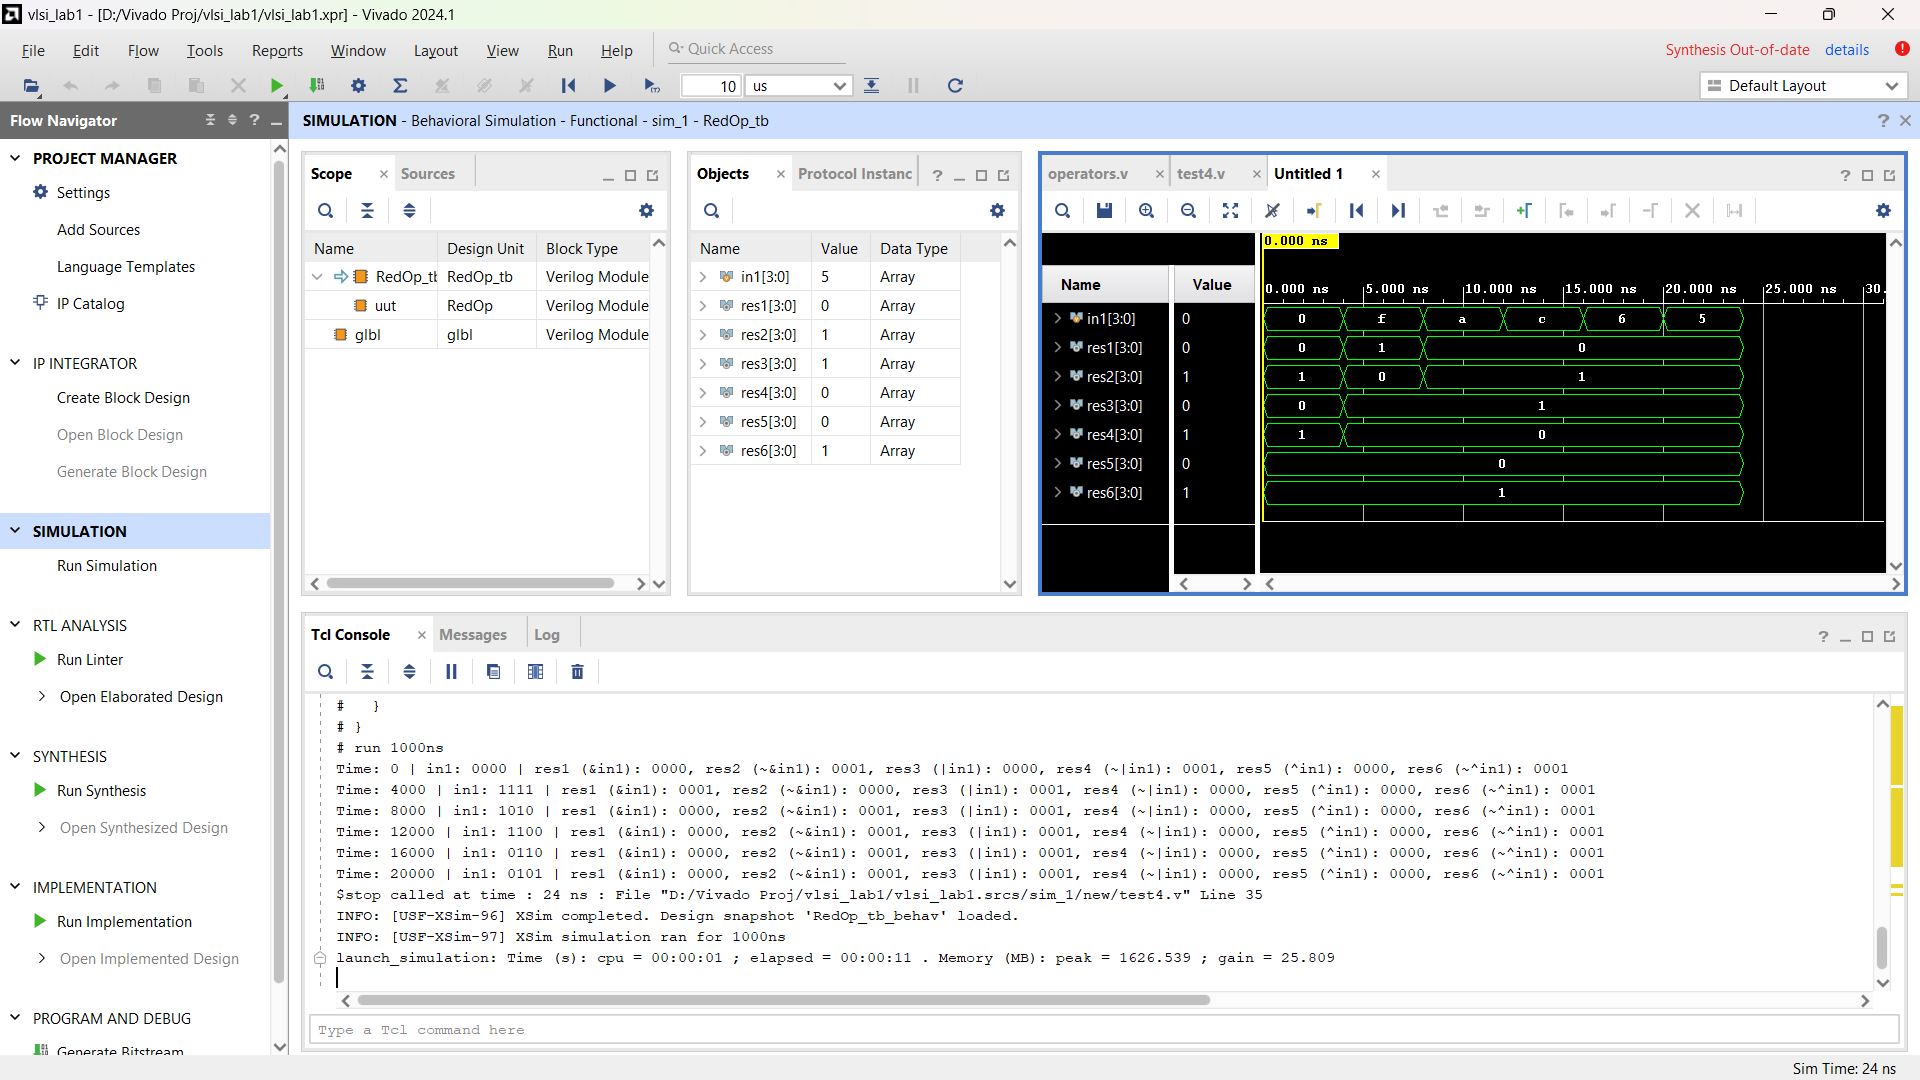 vlsi_lab1 - [D:/Vivado Proj/vlsi_lab1/vlsi_lab1.xpr] - Vivado 2024.1
File Edit Flow Tools Reports Window Layout View Run Help Quick Access
Synthesis Out-of-date details
10 us
Default Layout
Flow Navigator
PROJECT MANAGER
Settings
Add Sources
Language Templates
IP Catalog
IP INTEGRATOR
Create Block Design
Open Block Design
Generate Block Design
SIMULATION
Run Simulation
RTL ANALYSIS
Run Linter
Open Elaborated Design
SYNTHESIS
Run Synthesis
Open Synthesized Design
IMPLEMENTATION
Run Implementation
Open Implemented Design
PROGRAM AND DEBUG
Generate Bitstream
SIMULATION - Behavioral Simulation - Functional - sim_1 - RedOp_tb
Scope Sources
Name Design Unit Block Type
RedOp_tb RedOp_tb Verilog Module
uut RedOp Verilog Module
glbl glbl Verilog Module
Objects Protocol Instanc
Name Value Data Type
in1[3:0] 5 Array
res1[3:0] 0 Array
res2[3:0] 1 Array
res3[3:0] 1 Array
res4[3:0] 0 Array
res5[3:0] 0 Array
res6[3:0] 1 Array
operators.v test4.v Untitled 1
0.000 ns
Name Value 0.000 ns 5.000 ns 10.000 ns 15.000 ns 20.000 ns 25.000 ns 30.
in1[3:0] 0 0 f a c 6 5
res1[3:0] 0 0 1 0
res2[3:0] 1 1 0 1
res3[3:0] 0 0 1
res4[3:0] 1 1 0
res5[3:0] 0 0
res6[3:0] 1 1
Tcl Console Messages Log
# }
# }
# run 1000ns
Time: 0 | in1: 0000 | res1 (&in1): 0000, res2 (~&in1): 0001, res3 (|in1): 0000, res4 (~|in1): 0001, res5 (^in1): 0000, res6 (~^in1): 0001
Time: 4000 | in1: 1111 | res1 (&in1): 0001, res2 (~&in1): 0000, res3 (|in1): 0001, res4 (~|in1): 0000, res5 (^in1): 0000, res6 (~^in1): 0001
Time: 8000 | in1: 1010 | res1 (&in1): 0000, res2 (~&in1): 0001, res3 (|in1): 0001, res4 (~|in1): 0000, res5 (^in1): 0000, res6 (~^in1): 0001
Time: 12000 | in1: 1100 | res1 (&in1): 0000, res2 (~&in1): 0001, res3 (|in1): 0001, res4 (~|in1): 0000, res5 (^in1): 0000, res6 (~^in1): 0001
Time: 16000 | in1: 0110 | res1 (&in1): 0000, res2 (~&in1): 0001, res3 (|in1): 0001, res4 (~|in1): 0000, res5 (^in1): 0000, res6 (~^in1): 0001
Time: 20000 | in1: 0101 | res1 (&in1): 0000, res2 (~&in1): 0001, res3 (|in1): 0001, res4 (~|in1): 0000, res5 (^in1): 0000, res6 (~^in1): 0001
$stop called at time : 24 ns : File "D:/Vivado Proj/vlsi_lab1/vlsi_lab1.srcs/sim_1/new/test4.v" Line 35
INFO: [USF-XSim-96] XSim completed. Design snapshot 'RedOp_tb_behav' loaded.
INFO: [USF-XSim-97] XSim simulation ran for 1000ns
launch_simulation: Time (s): cpu = 00:00:01 ; elapsed = 00:00:11 . Memory (MB): peak = 1626.539 ; gain = 25.809
Type a Tcl command here
Sim Time: 24 ns